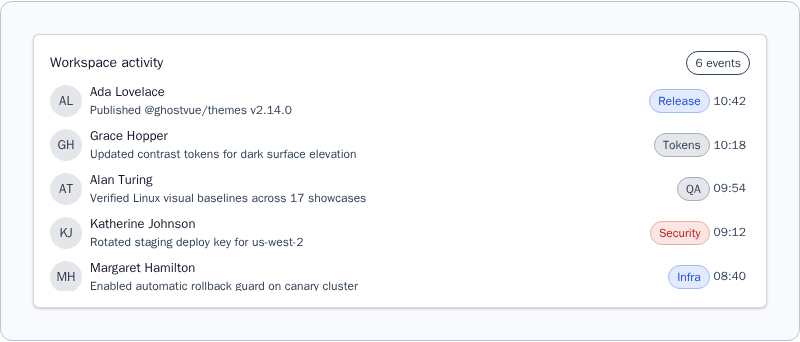 Workspace activity
6 events
AL
Ada Lovelace
Published @ghostvue/themes v2.14.0
Release
10:42
GH
Grace Hopper
Updated contrast tokens for dark surface elevation
Tokens
10:18
AT
Alan Turing
Verified Linux visual baselines across 17 showcases
QA
09:54
KJ
Katherine Johnson
Rotated staging deploy key for us-west-2
Security
09:12
MH
Margaret Hamilton
Enabled automatic rollback guard on canary cluster
Infra
08:40